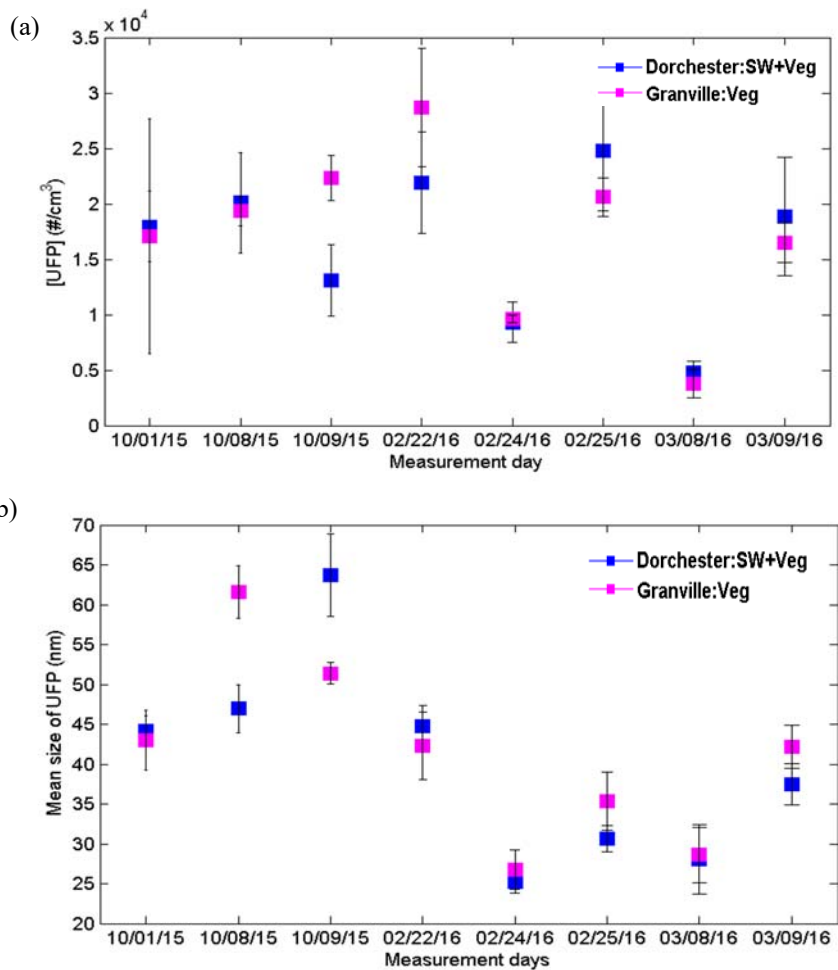 (a)
x 10⁴
3.5
3
2.5
2
1.5
1
0.5
0
[UFP] (#/cm³)
Dorchester:SW+Veg
Granville:Veg
10/01/15 10/08/15 10/09/15 02/22/16 02/24/16 02/25/16 03/08/16 03/09/16
Measurement day
b)
70
65
60
55
50
45
40
35
30
25
20
Mean size of UFP (nm)
Dorchester:SW+Veg
Granville:Veg
10/01/15 10/08/15 10/09/15 02/22/16 02/24/16 02/25/16 03/08/16 03/09/16
Measurement days